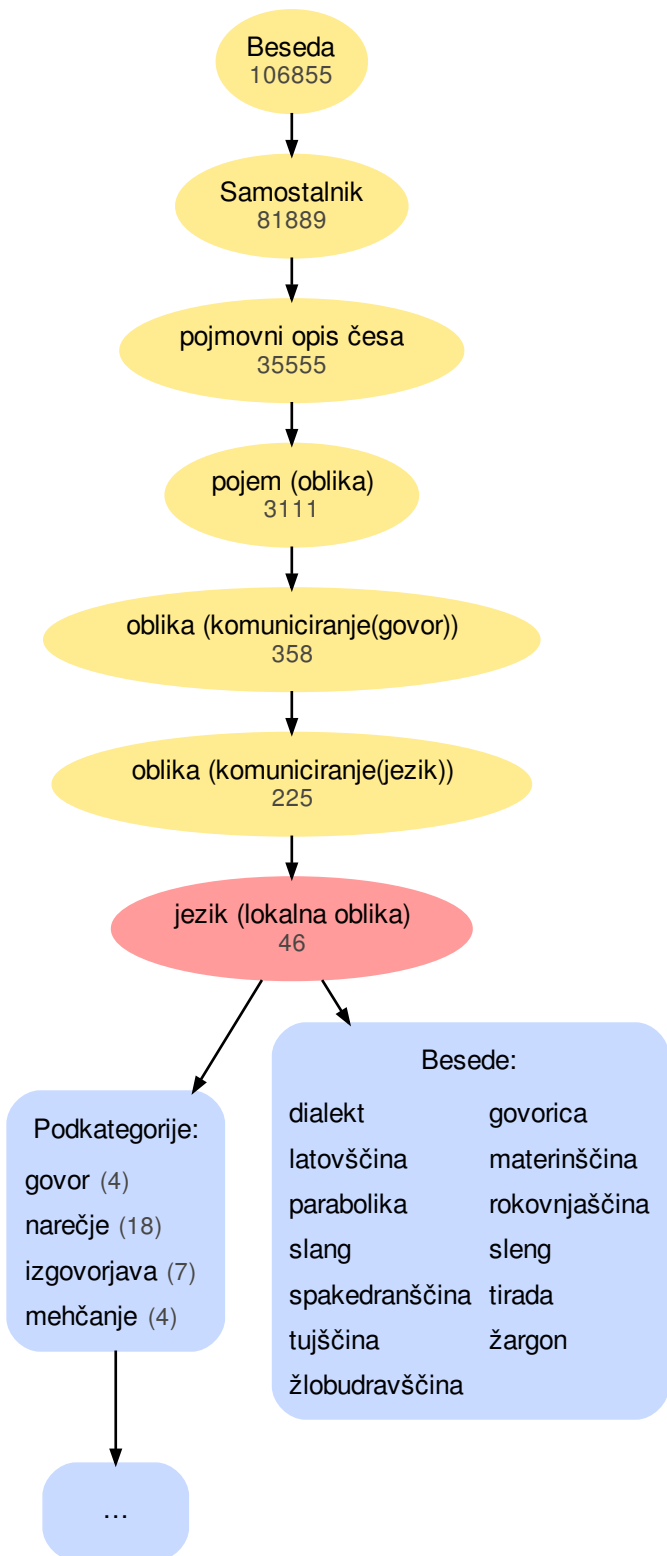 Beseda
106855
Samostalnik
81889
pojmovni opis česa
35555
pojem (oblika)
3111
oblika (komuniciranje(govor))
358
oblika (komuniciranje(jezik))
225
jezik (lokalna oblika)
46
Podkategorije:
govor (4)
narečje (18)
izgovorjava (7)
mehčanje (4)
...
Besede:
dialekt govorica
latovščina materinščina
parabolika rokovnjaščina
slang sleng
spakedranščina tirada
tujščina žargon
žlobudravščina